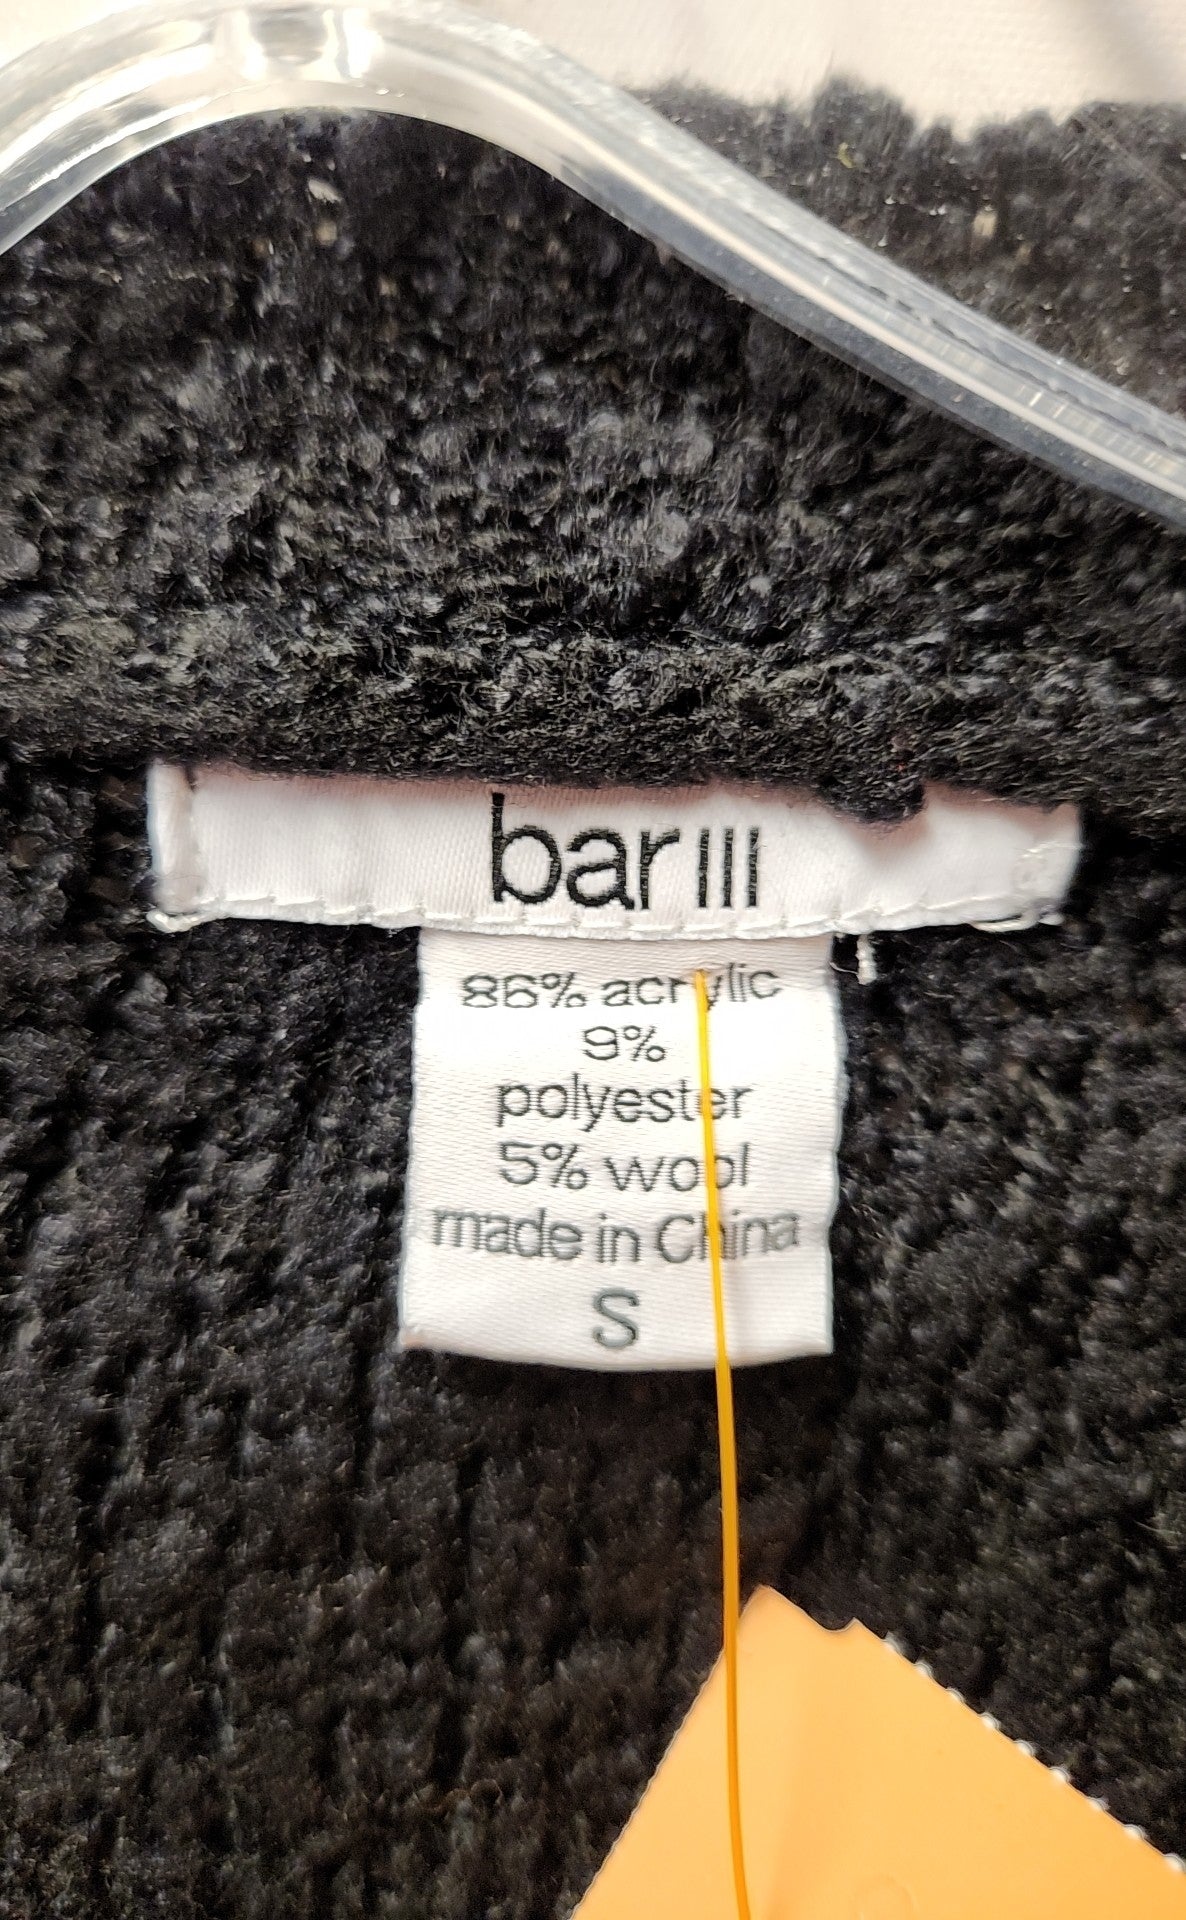 bar III
86% acrylic
9%
polyester
5% wool
made in China
S